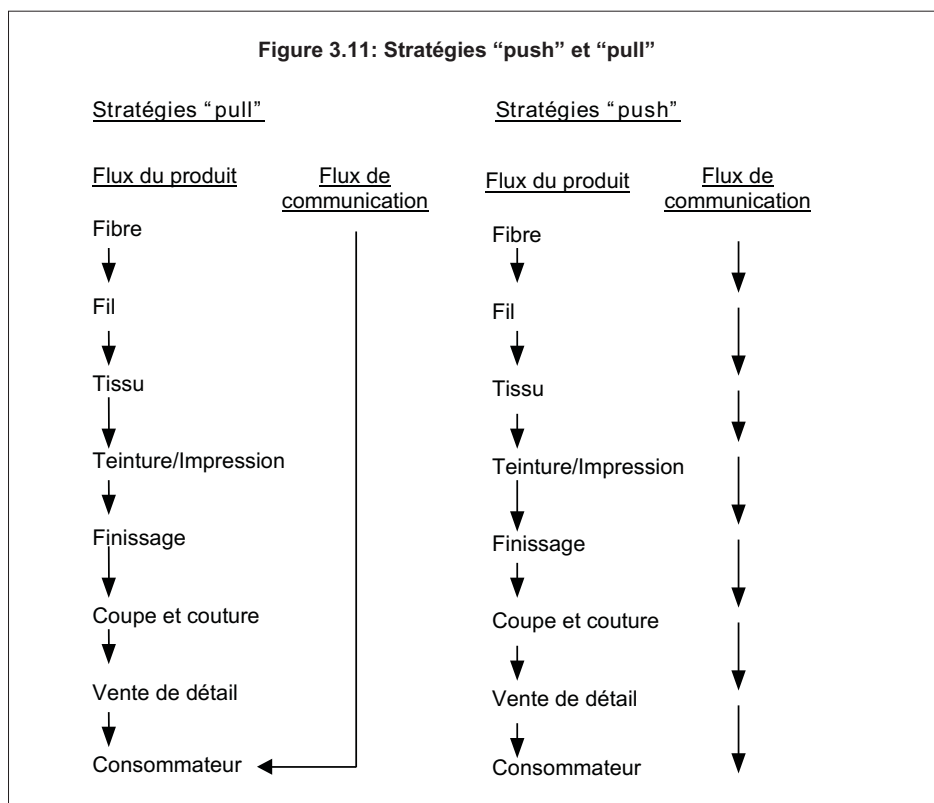 Figure 3.11: Stratégies “push” et “pull”
Stratégies “pull”
Flux du produit
Flux de
communication
Fibre
Fil
Tissu
Teinture/Impression
Finissage
Coupe et couture
Vente de détail
Consommateur
Stratégies “push”
Flux du produit
Flux de
communication
Fibre
Fil
Tissu
Teinture/Impression
Finissage
Coupe et couture
Vente de détail
Consommateur